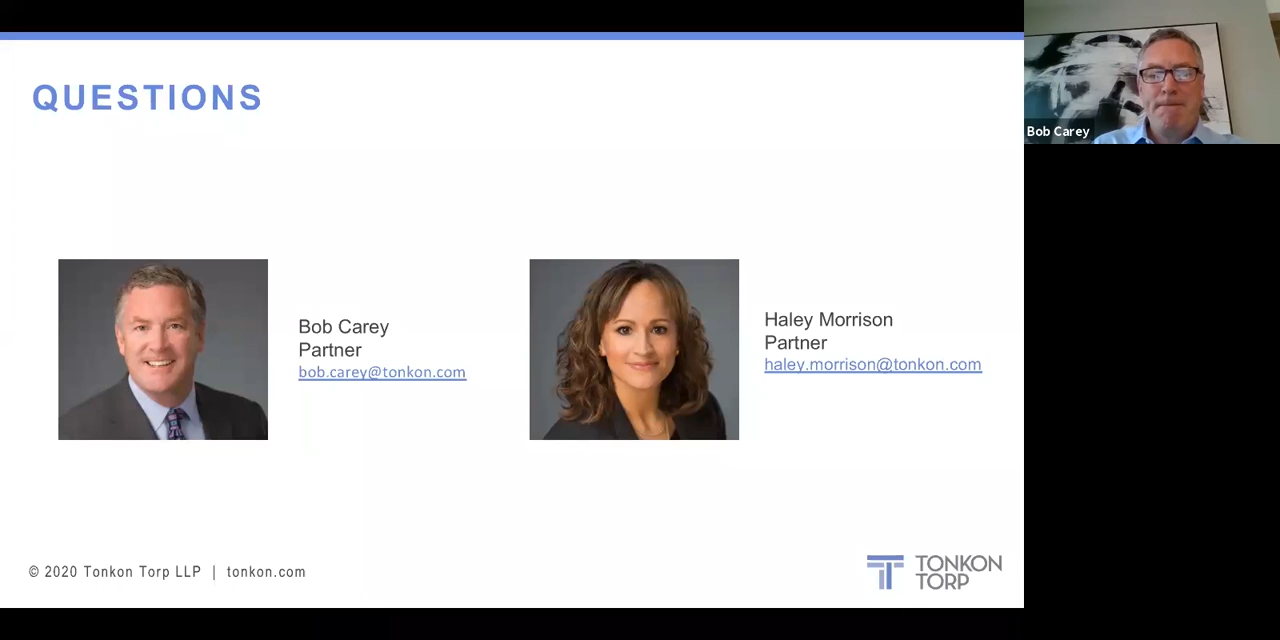 QUESTIONS
Bob Carey
Bob Carey
Partner
bob.carey@tonkon.com
Haley Morrison
Partner
haley.morrison@tonkon.com
© 2020 Tonkon Torp LLP | tonkon.com
TONKON
TORP